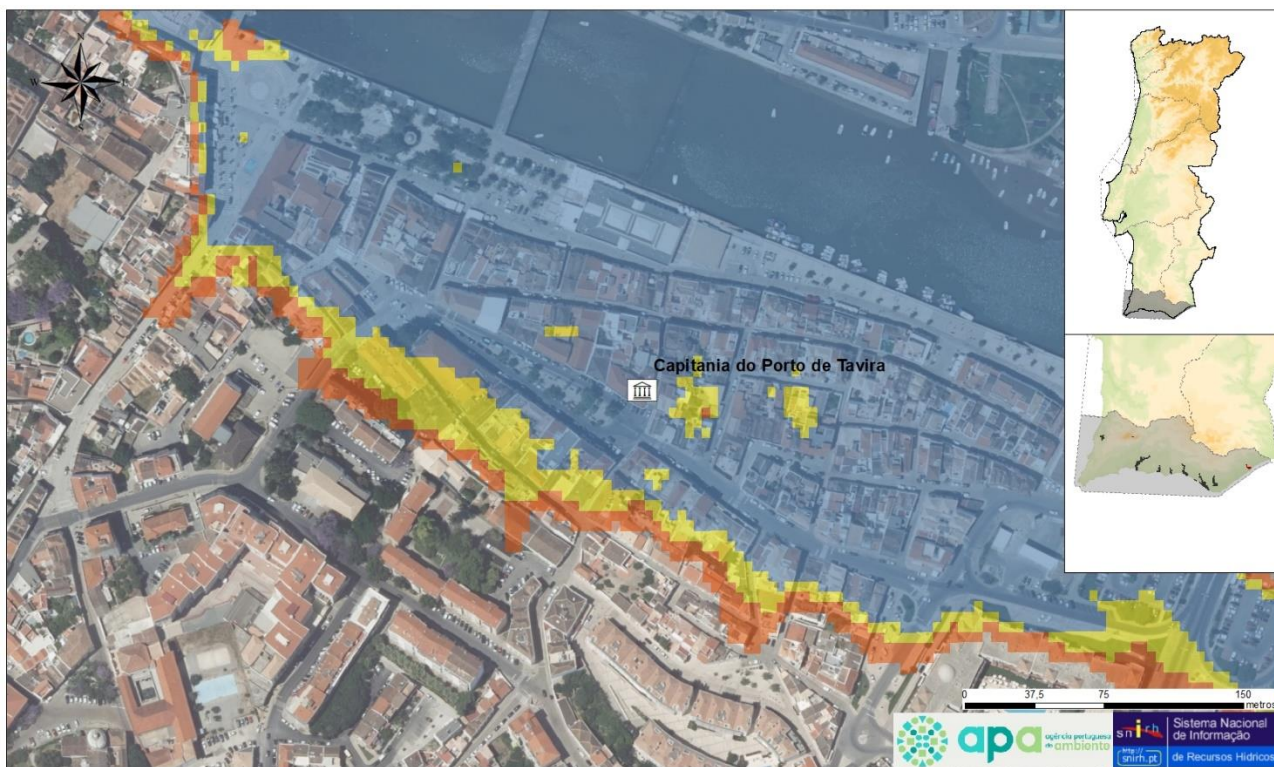 N
W
E
S
Capitania do Porto de Tavira
0 37,5 75 150
metros
apa
agência portuguesa
do ambiente
snirh
http://
snirh.pt
Sistema Nacional
de Informação
de Recursos Hídricos